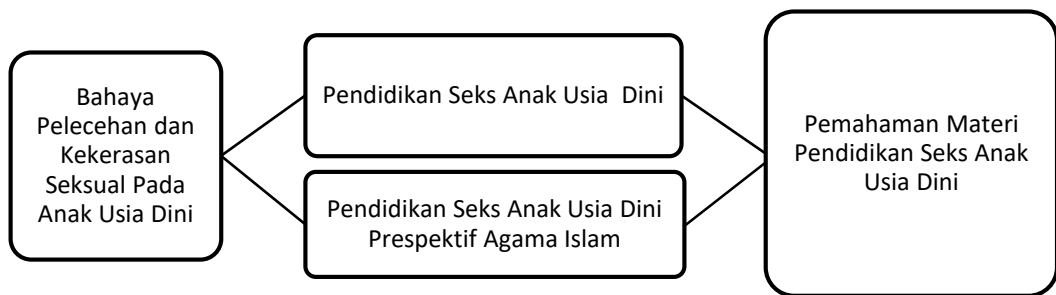 Bahaya
Pelecehan dan
Kekerasan
Seksual Pada
Anak Usia Dini
Pendidikan Seks Anak Usia  Dini
Pendidikan Seks Anak Usia Dini
Prespektif Agama Islam
Pemahaman Materi
Pendidikan Seks Anak
Usia Dini